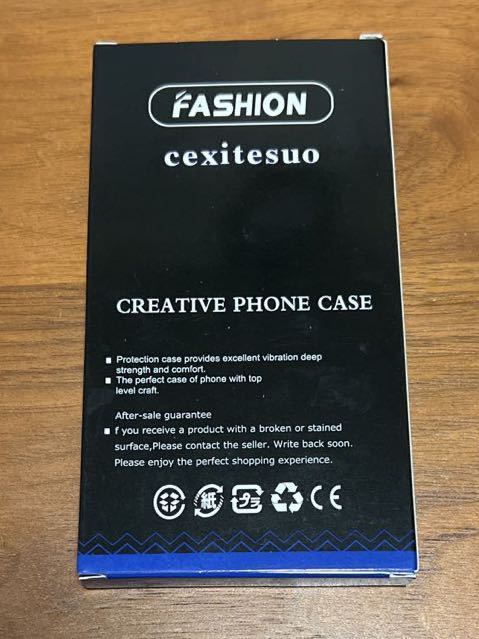 FASHION
cexitesuo
CREATIVE PHONE CASE
Protection case provides excellent vibration deep
strength and comfort.
The perfect case of phone with top
level craft.
After-sale guarantee
f you receive a product with a broken or stained
surface,Please contact the seller. Write back soon.
Please enjoy the perfect shopping experience.
紙 プラ CE